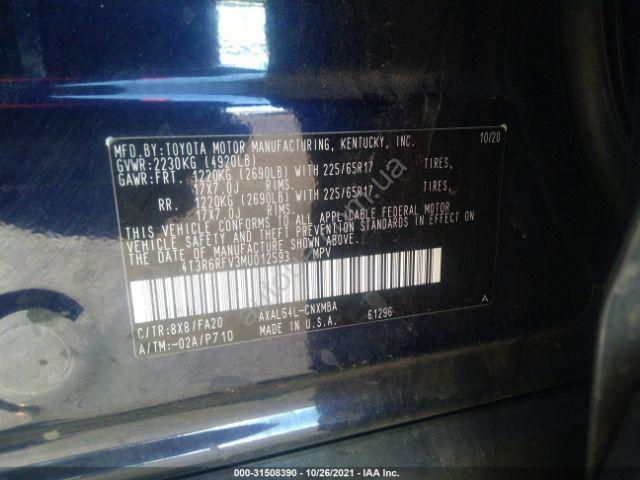 MFD.BY:TOYOTA MOTOR MANUFACTURING, KENTUCKY, INC. 10/20
GVWR:2230KG (4920LB)
GAWR:FRT. 1220KG (2690LB) WITH 225/65R17 TIRES,
17X7.0J RIMS,
RR. 1220KG (2690LB) WITH 225/65R17 TIRES,
17X7.0J RIMS,
THIS VEHICLE CONFORMS TO ALL APPLICABLE FEDERAL MOTOR
VEHICLE SAFETY AND THEFT PREVENTION STANDARDS IN EFFECT ON
THE DATE OF MANUFACTURE SHOWN ABOVE.
4T3R6RFV3MU012593 MPV
C/TR:8X8/FA20 AXAL54L-CNXMBA 61296 A
A/TM:-02A/P710 MADE IN U.S.A.
000-31508390 - 10/26/2021 - IAA Inc.